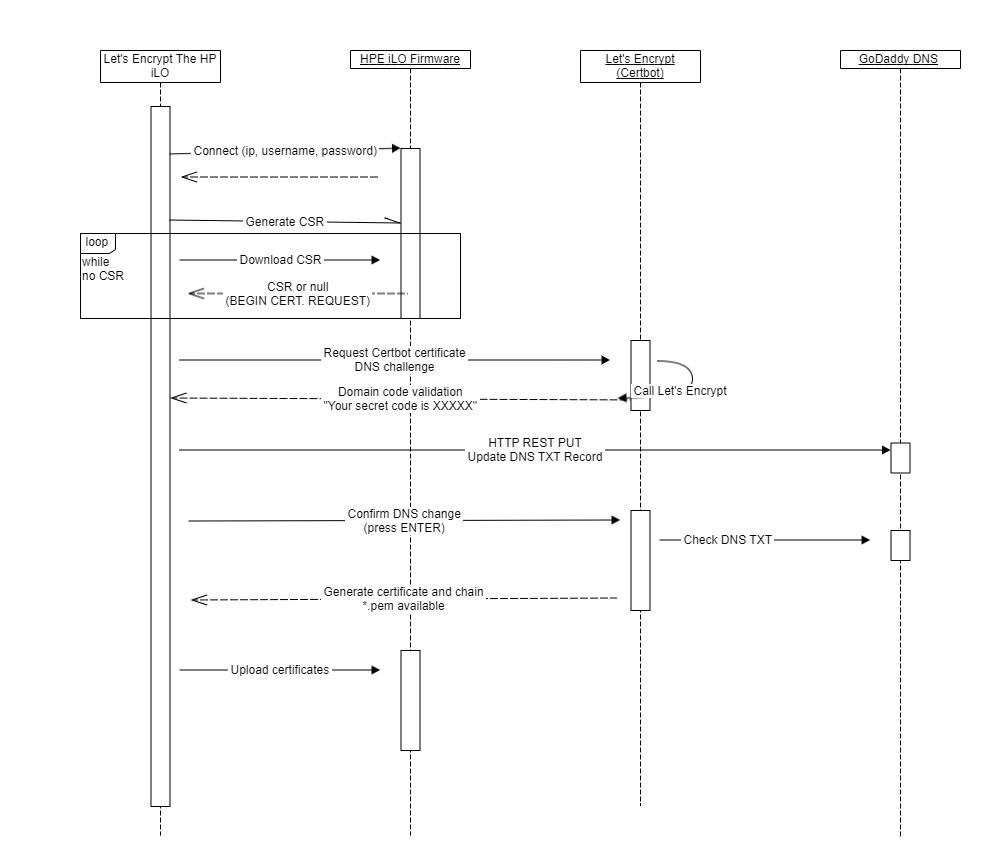 Let's Encrypt The HP
iLO
HPE iLO Firmware
Let's Encrypt
(Certbot)
GoDaddy DNS
Connect (ip, username, password)
Generate CSR
loop
while
no CSR
Download CSR
CSR or null
(BEGIN CERT. REQUEST)
Request Certbot certificate
DNS challenge
Call Let's Encrypt
Domain code validation
"Your secret code is XXXXX"
HTTP REST PUT
Update DNS TXT Record
Confirm DNS change
(press ENTER)
Check DNS TXT
Generate certificate and chain
*.pem available
Upload certificates